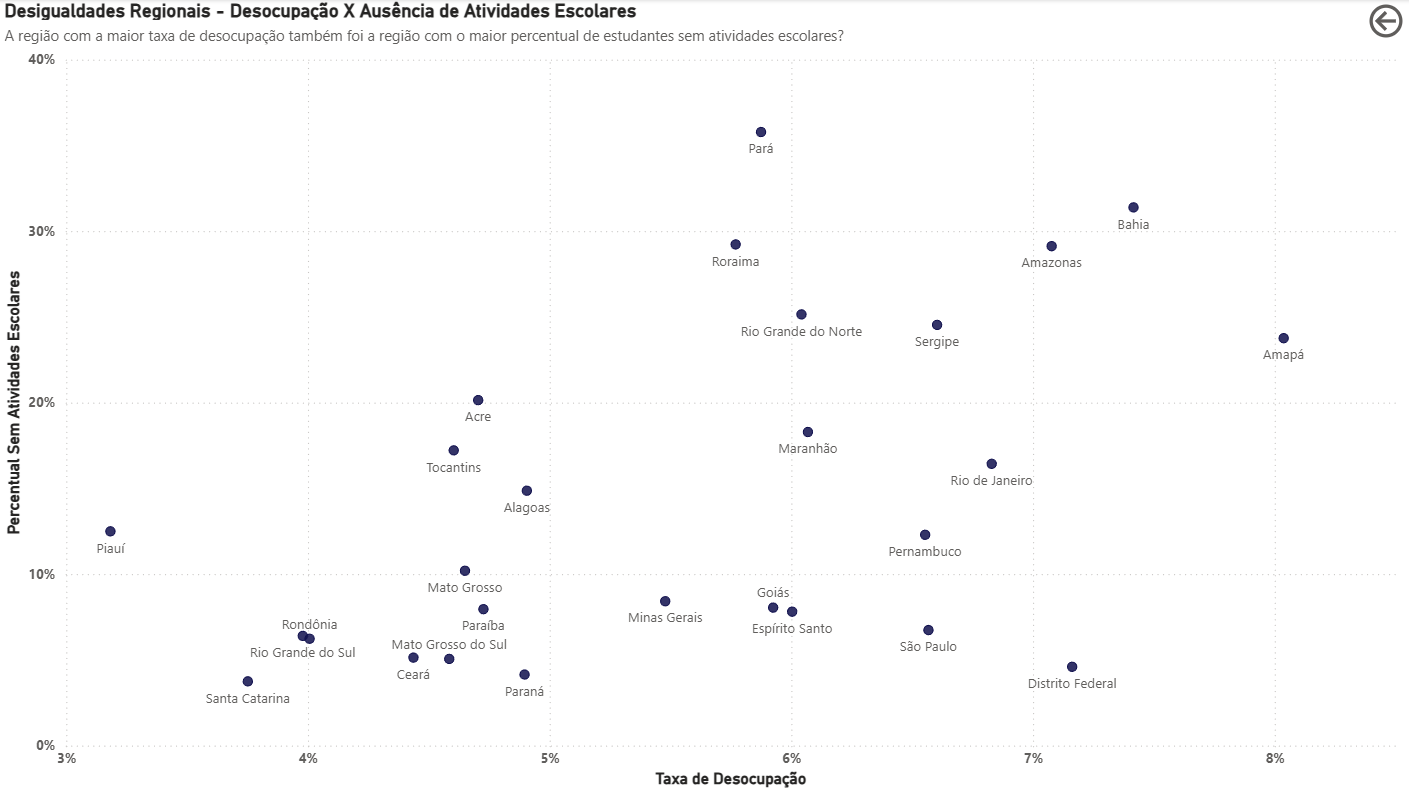 Desigualdades Regionais - Desocupação X Ausência de Atividades Escolares
A região com a maior taxa de desocupação também foi a região com o maior percentual de estudantes sem atividades escolares?
40%
Pará
Bahia
30%
Roraima
Amazonas
Rio Grande do Norte
Sergipe
Amapá
Percentual Sem Atividades Escolares
20%
Acre
Maranhão
Tocantins
Rio de Janeiro
Alagoas
Piauí
Pernambuco
10%
Mato Grosso
Goiás
Minas Gerais
Rondônia
Paraíba
Espírito Santo
Mato Grosso do Sul
São Paulo
Rio Grande do Sul
Ceará
Distrito Federal
Paraná
Santa Catarina
0%
3%
4%
5%
6%
7%
8%
Taxa de Desocupação